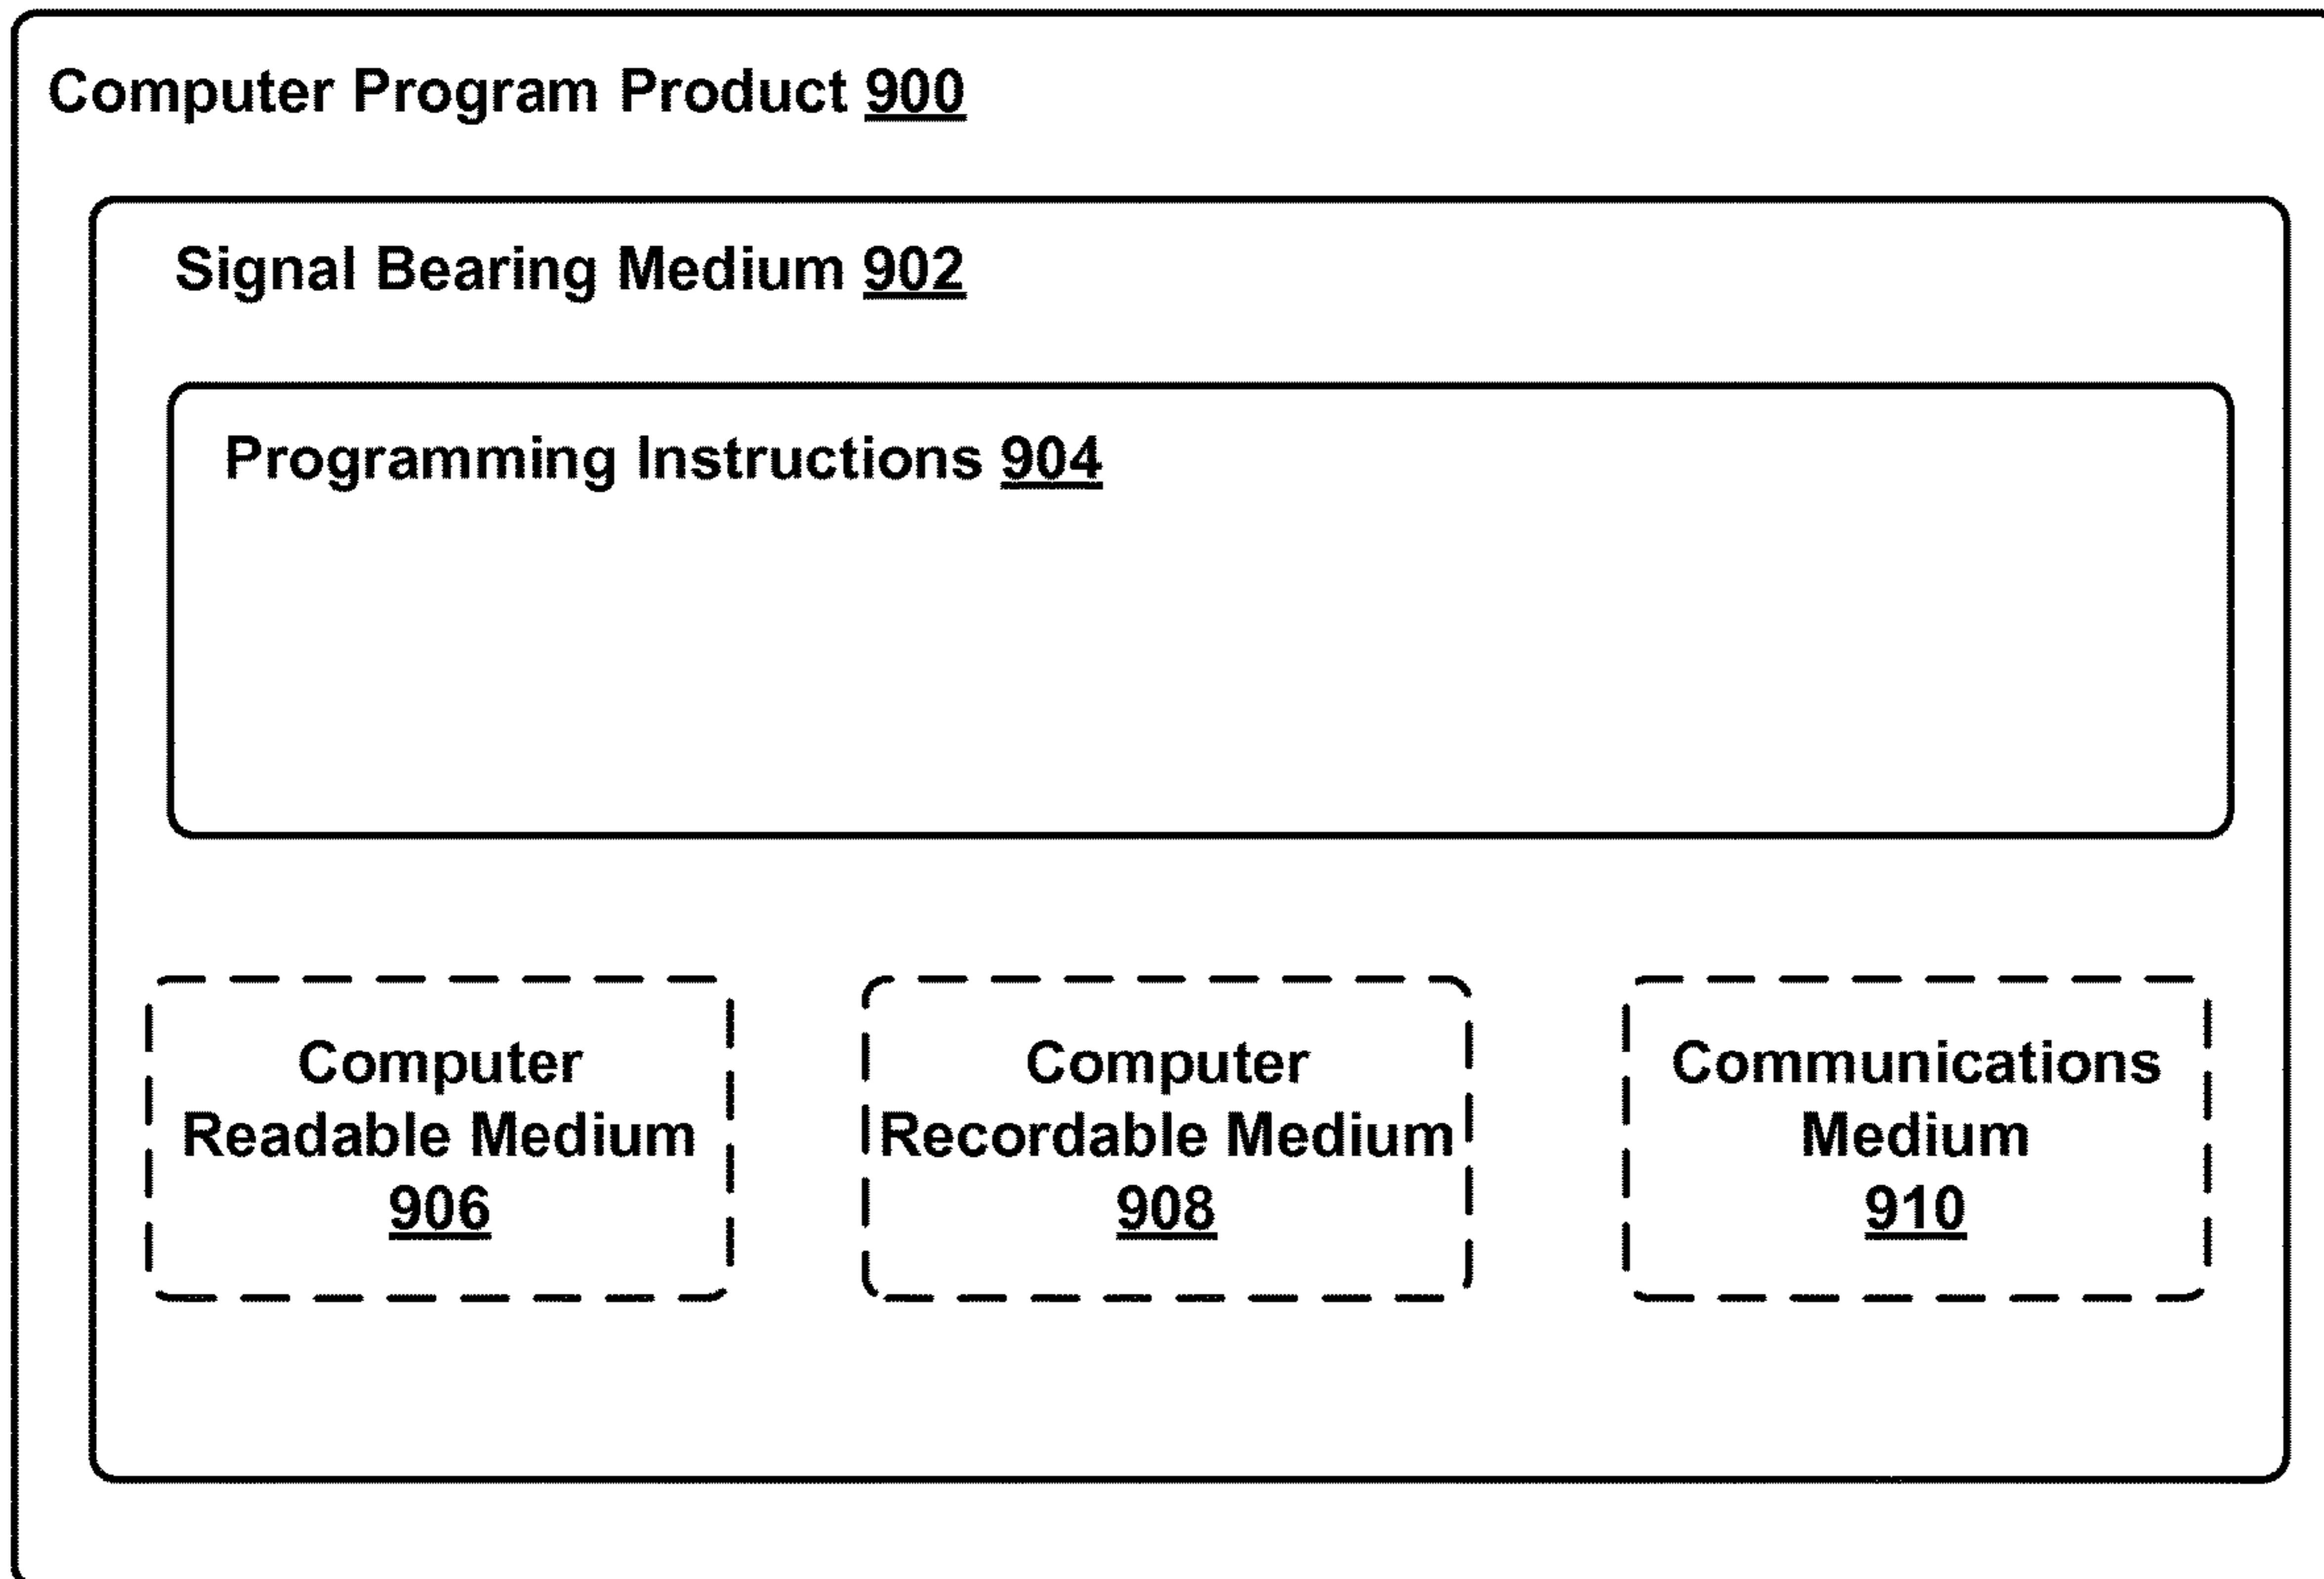 Computer Program Product 900
Signal Bearing Medium 902
Programming Instructions 904
Computer
Readable Medium
906
Computer
Recordable Medium
908
Communications
Medium
910